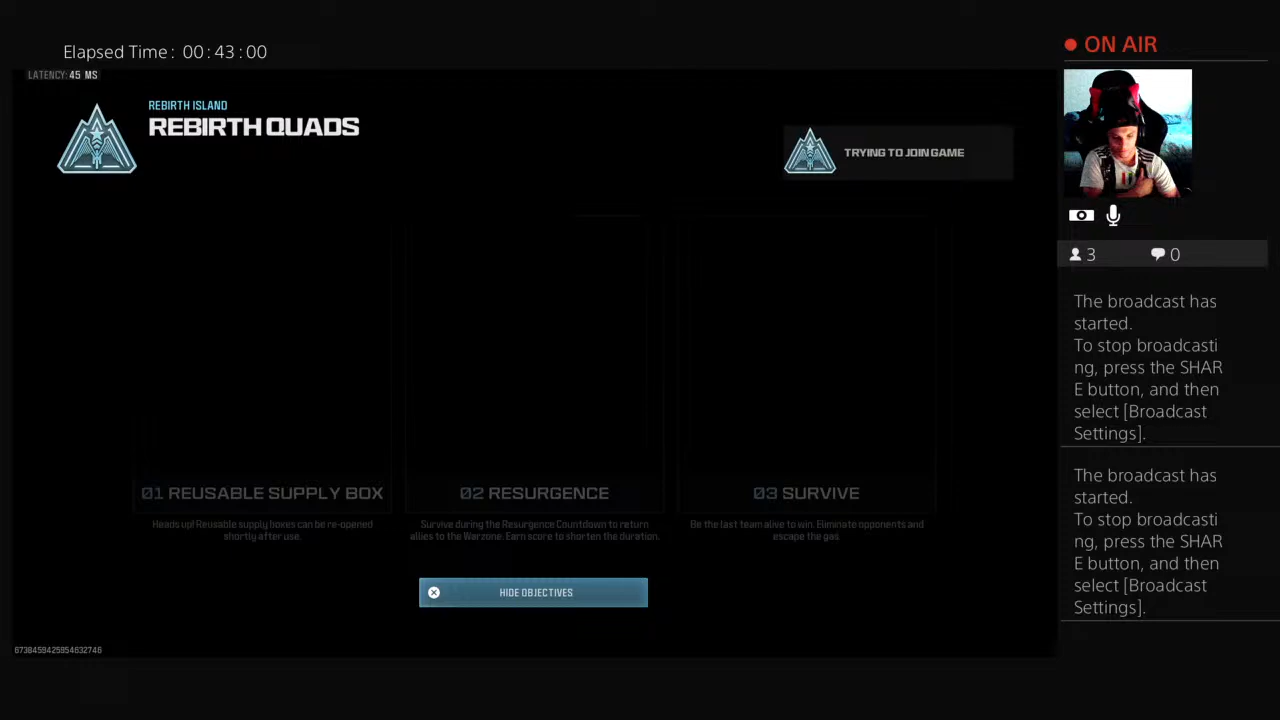 Elapsed Time: 00:43:00
ON AIR
LATENCY: 45 MS
REBIRTH ISLAND
REBIRTH QUADS
TRYING TO JOIN GAME
3
0
The broadcast has
started.
To stop broadcasti
ng, press the SHAR
E button, and then
select [Broadcast
Settings].
The broadcast has
started.
To stop broadcasti
ng, press the SHAR
E button, and then
select [Broadcast
Settings].
01 REUSABLE SUPPLY BOX
Heads up! Reusable supply boxes can be re-opened
shortly after use.
02 RESURGENCE
Survive during the Resurgence Countdown to return
allies to the Warzone. Earn score to shorten the duration.
03 SURVIVE
Be the last team alive to win. Eliminate opponents and
escape the gas.
HIDE OBJECTIVES
6738459425954632746